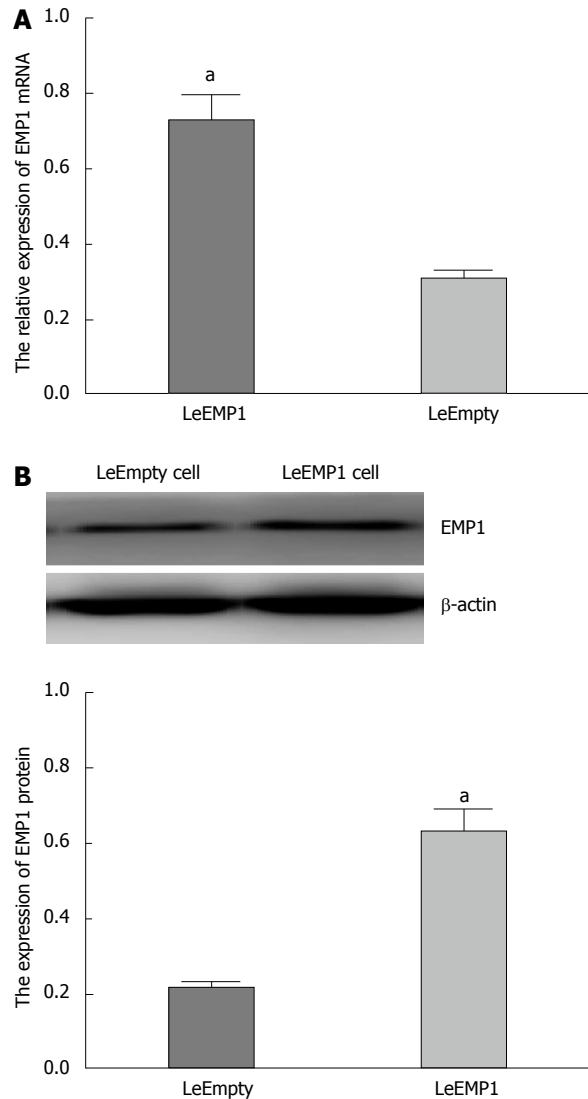 A
The relative expression of EMP1 mRNA
1.0
0.8
0.6
0.4
0.2
0.0
a
LeEMP1 LeEmpty
B
LeEmpty cell LeEMP1 cell
EMP1
β-actin
The expression of EMP1 protein
1.0
0.8
0.6
0.4
0.2
0.0
a
LeEmpty LeEMP1